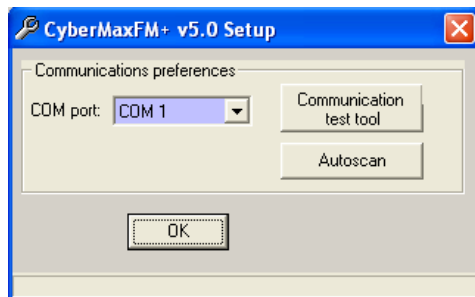 CyberMaxFM+ v5.0 Setup
Communications preferences
COM port: COM 1
Communication
test tool
Autoscan
OK